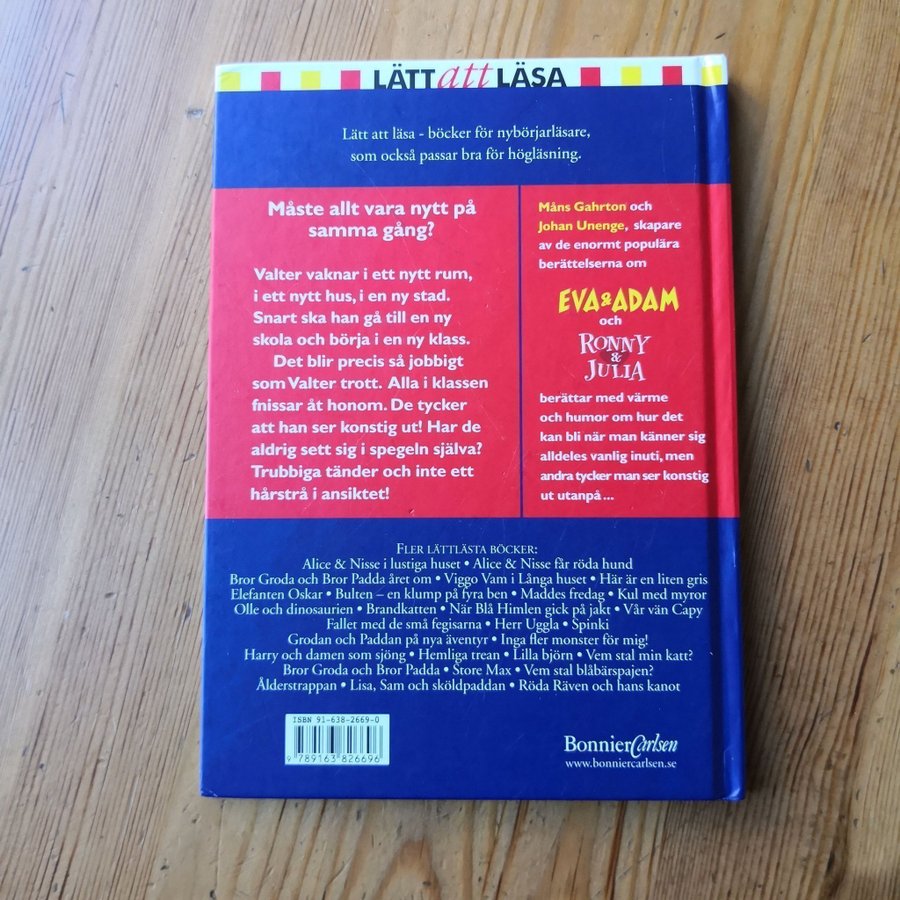 LÄTT att LÄSA
Lätt att läsa - böcker för nybörjarläsare,
som också passar bra för högläsning.
Måste allt vara nytt på
samma gång?
Valter vaknar i ett nytt rum,
i ett nytt hus, i en ny stad.
Snart ska han gå till en ny
skola och börja i en ny klass.
Det blir precis så jobbigt
som Valter trott. Alla i klassen
fnissar åt honom. De tycker
att han ser konstig ut! Har de
aldrig sett sig i spegeln själva?
Trubbiga tänder och inte ett
hårstrå i ansiktet!
Måns Gahrton och
Johan Unenge, skapare
av de enormt populära
berättelserna om
EVA & ADAM
och
RONNY
&
JULIA
berättar med värme
och humor om hur det
kan bli när man känner sig
alldeles vanlig inuti, men
andra tycker man ser konstig
ut utanpå ...
FLER LÄTTLÄSTA BÖCKER:
Alice & Nisse i lustiga huset • Alice & Nisse får röda hund
Bror Groda och Bror Padda året om • Viggo Vam i Långa huset • Här är en liten gris
Elefanten Oskar • Bulten – en klump på fyra ben • Maddes fredag • Kul med myror
Olle och dinosaurien • Brandkatten • När Blå Himlen gick på jakt • Vår vän Capy
Fallet med de små fegisarna • Herr Uggla • Spinki
Grodan och Paddan på nya äventyr • Inga fler monster för mig!
Harry och damen som sjöng • Hemliga trean • Lilla björn • Vem stal min katt?
Bror Groda och Bror Padda • Store Max • Vem stal blåbärspajen?
Ålderstrappan • Lisa, Sam och sköldpaddan • Röda Räven och hans kanot
ISBN 91-638-2669-0
9 789163 826696
BonnierCarlsen
www.bonniercarlsen.se